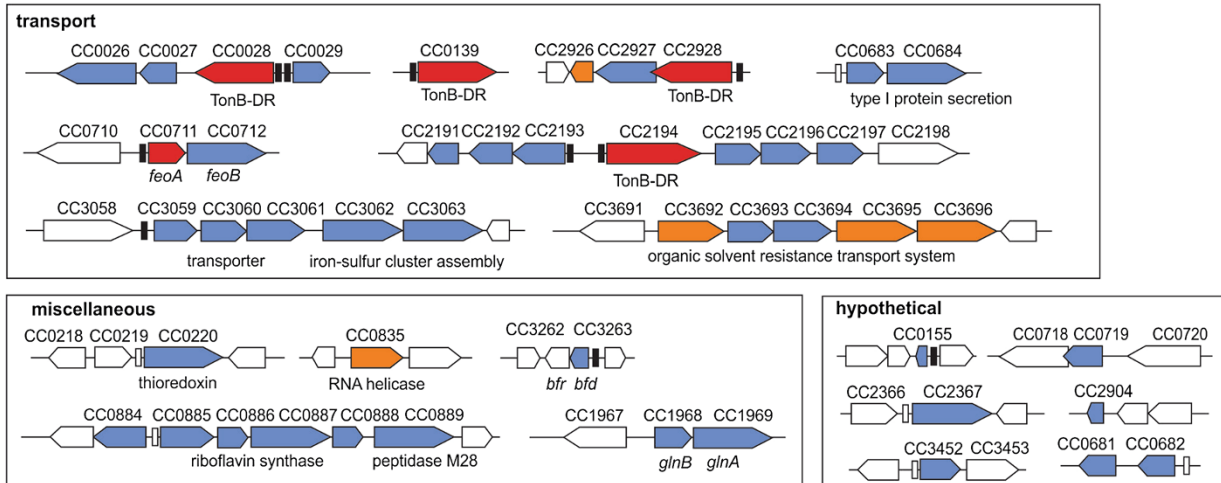 transport
CC0026 CC0027 CC0028 CC0029 CC0139 CC2926 CC2927 CC2928 CC0683 CC0684
TonB-DR TonB-DR TonB-DR type I protein secretion
CC0710 CC0711 CC0712 CC2191 CC2192 CC2193 CC2194 CC2195 CC2196 CC2197 CC2198
feoA feoB TonB-DR
CC3058 CC3059 CC3060 CC3061 CC3062 CC3063 CC3691 CC3692 CC3693 CC3694 CC3695 CC3696
transporter iron-sulfur cluster assembly organic solvent resistance transport system
miscellaneous
CC0218 CC0219 CC0220 CC0835 CC3262 CC3263
thioredoxin RNA helicase bfr bfd
CC0884 CC0885 CC0886 CC0887 CC0888 CC0889 CC1967 CC1968 CC1969
riboflavin synthase peptidase M28 glnB glnA
hypothetical
CC0155 CC0718 CC0719 CC0720
CC2366 CC2367 CC2904
CC3452 CC3453 CC0681 CC0682